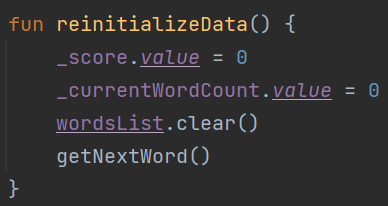 fun reinitializeData() {
    _score.value = 0
    _currentWordCount.value = 0
    wordsList.clear()
    getNextWord()
}